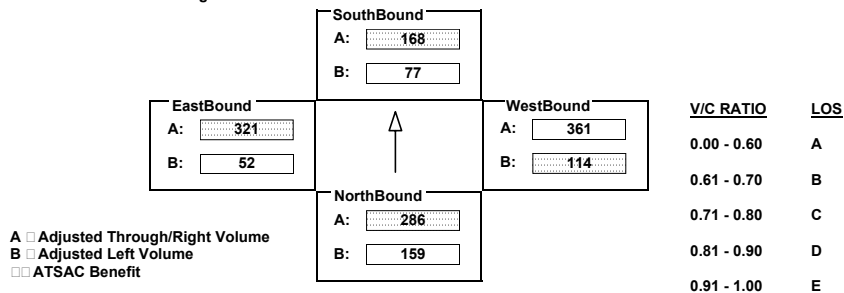 SouthBound
A: 168
B: 77
EastBound
A: 321
B: 52
WestBound
A: 361
B: 114
NorthBound
A: 286
B: 159
A □ Adjusted Through/Right Volume
B □ Adjusted Left Volume
□□ ATSAC Benefit
V/C RATIO LOS
0.00 - 0.60 A
0.61 - 0.70 B
0.71 - 0.80 C
0.81 - 0.90 D
0.91 - 1.00 E